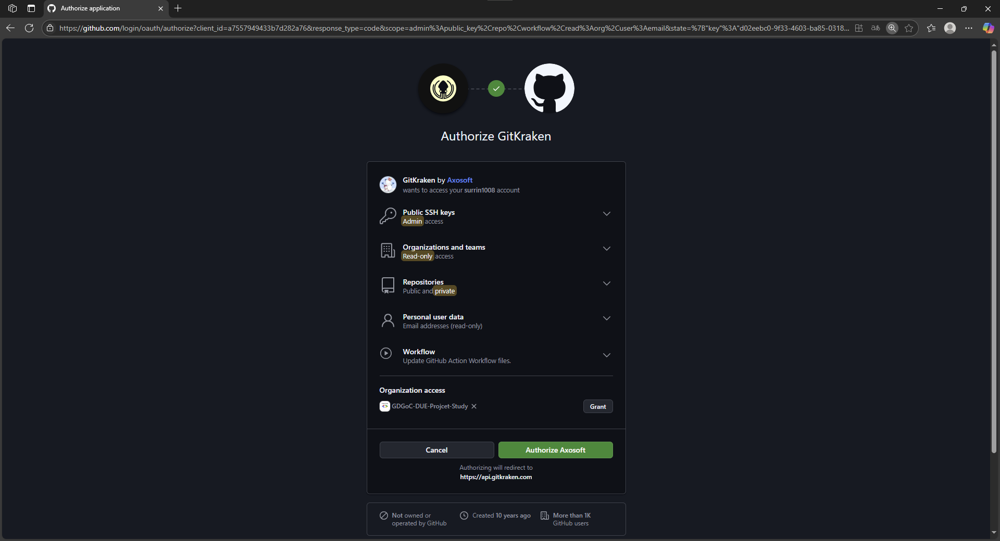 Authorize application
https://github.com/login/oauth/authorize?client_id=a7557949433b7d282a76&response_type=code&scope=admin%3Apublic_key%2Crepo%2Cworkflow%2Cread%3Aorg%2Cuser%3Aemail&state=%7B"key"%3A"d02eebc0-9f33-4603-ba85-0318...
Authorize GitKraken
GitKraken by Axosoft
wants to access your surrin1008 account
Public SSH keys
Admin access
Organizations and teams
Read-only access
Repositories
Public and private
Personal user data
Email addresses (read-only)
Workflow
Update GitHub Action Workflow files.
Organization access
GDGoC-DUE-Projcet-Study
Grant
Cancel
Authorize Axosoft
Authorizing will redirect to
https://api.gitkraken.com
Not owned or
operated by GitHub
Created 10 years ago
More than 1K
GitHub users